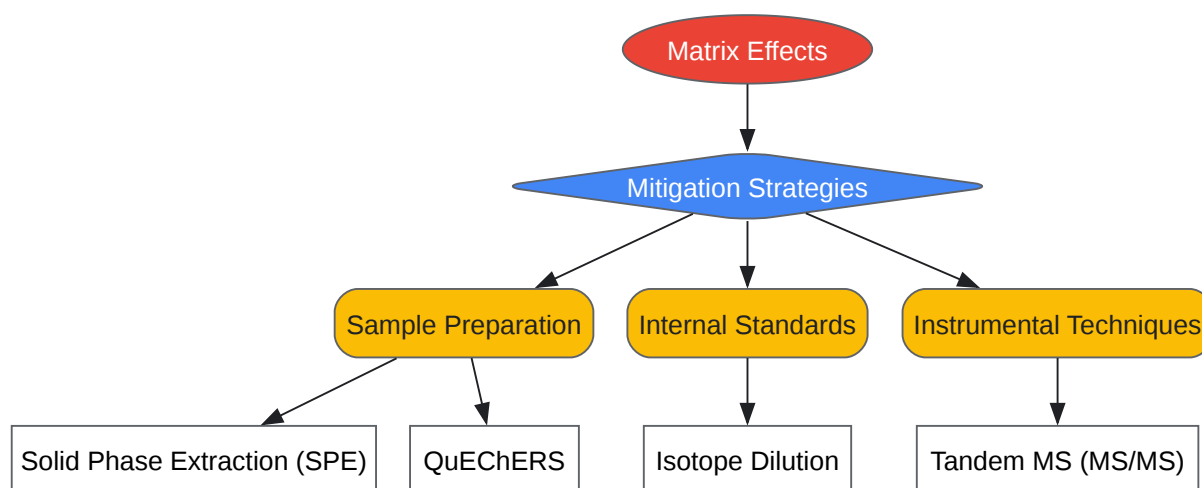 Matrix Effects
Mitigation Strategies
Sample Preparation
Internal Standards
Instrumental Techniques
Solid Phase Extraction (SPE)
QuEChERS
Isotope Dilution
Tandem MS (MS/MS)